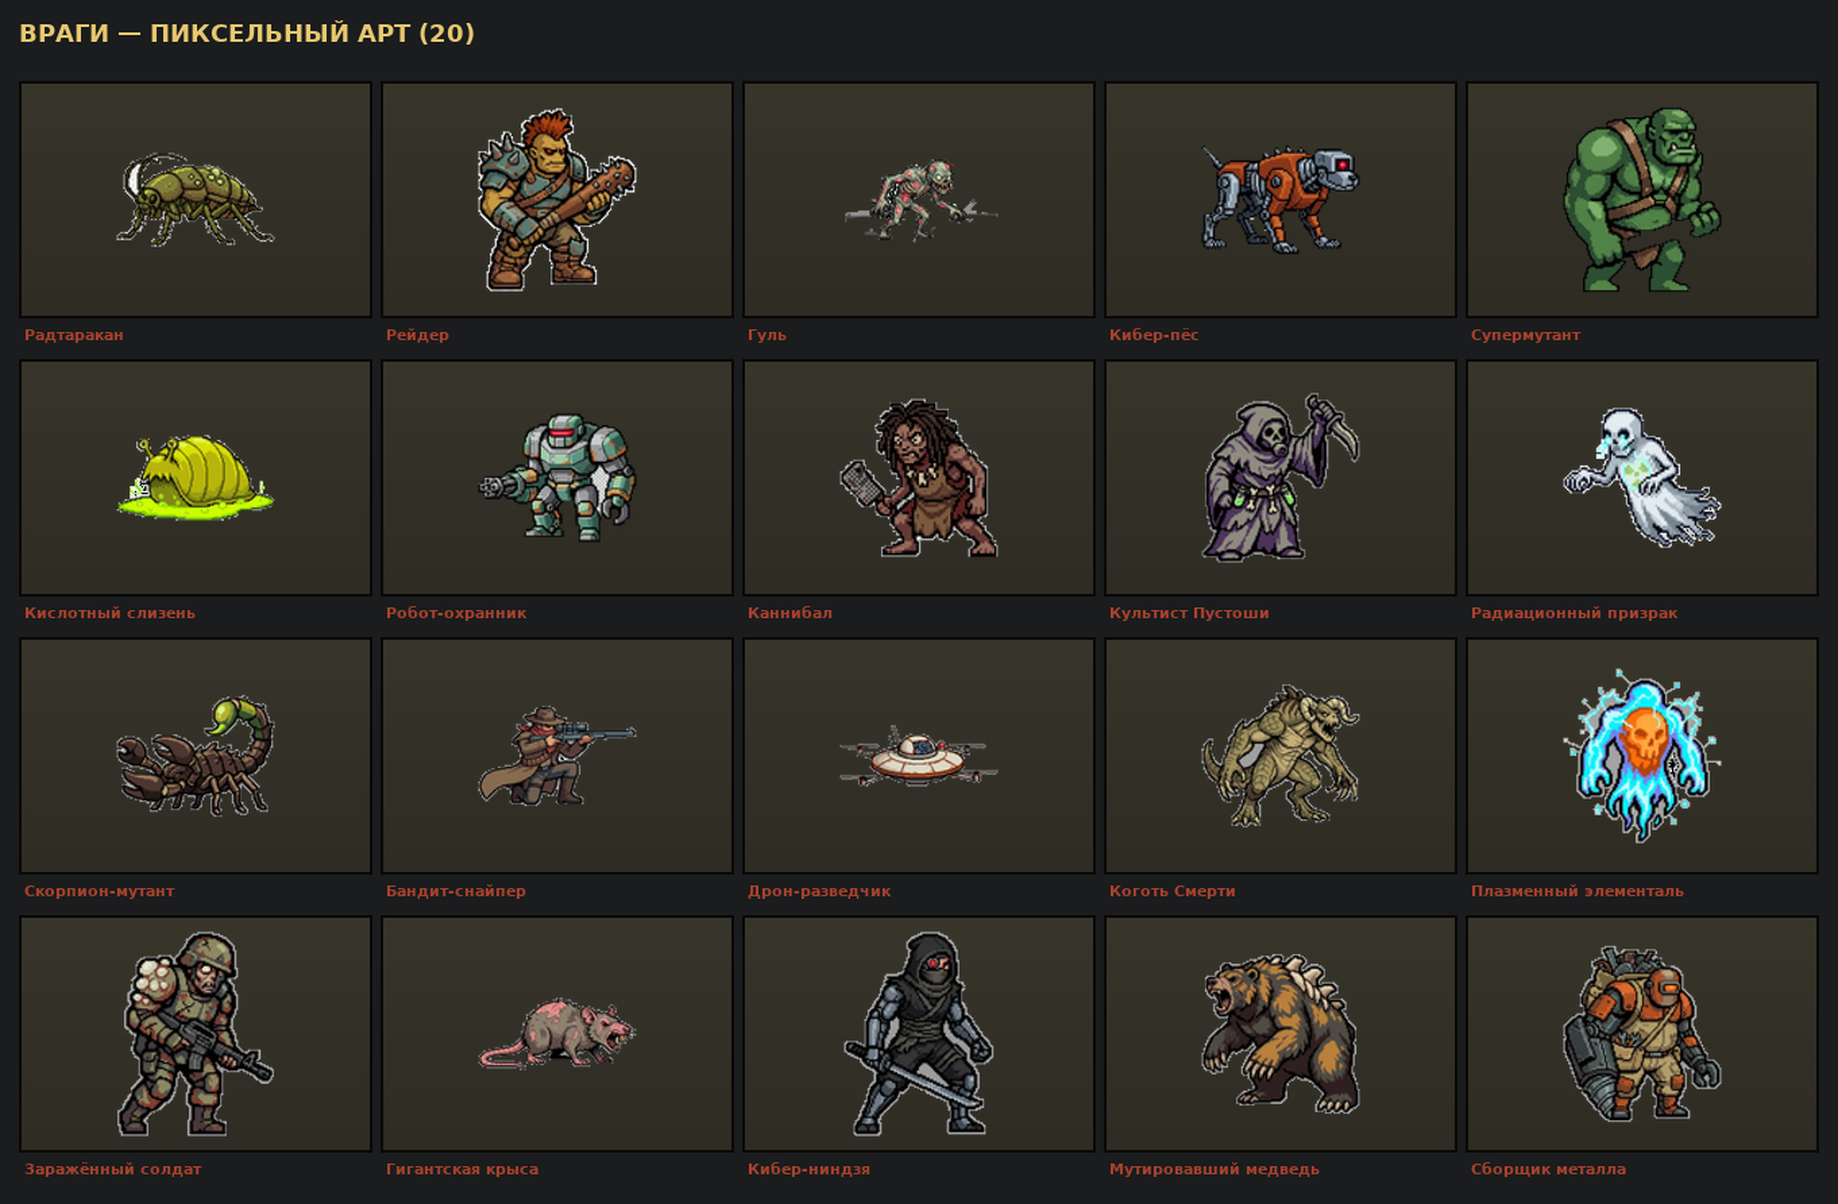 ВРАГИ — ПИКСЕЛЬНЫЙ АРТ (20)
Радтаракан
Рейдер
Гуль
Кибер-пёс
Супермутант
Кислотный слизень
Робот-охранник
Каннибал
Культист Пустоши
Радиационный призрак
Скорпион-мутант
Бандит-снайпер
Дрон-разведчик
Коготь Смерти
Плазменный элементаль
Заражённый солдат
Гигантская крыса
Кибер-ниндзя
Мутировавший медведь
Сборщик металла